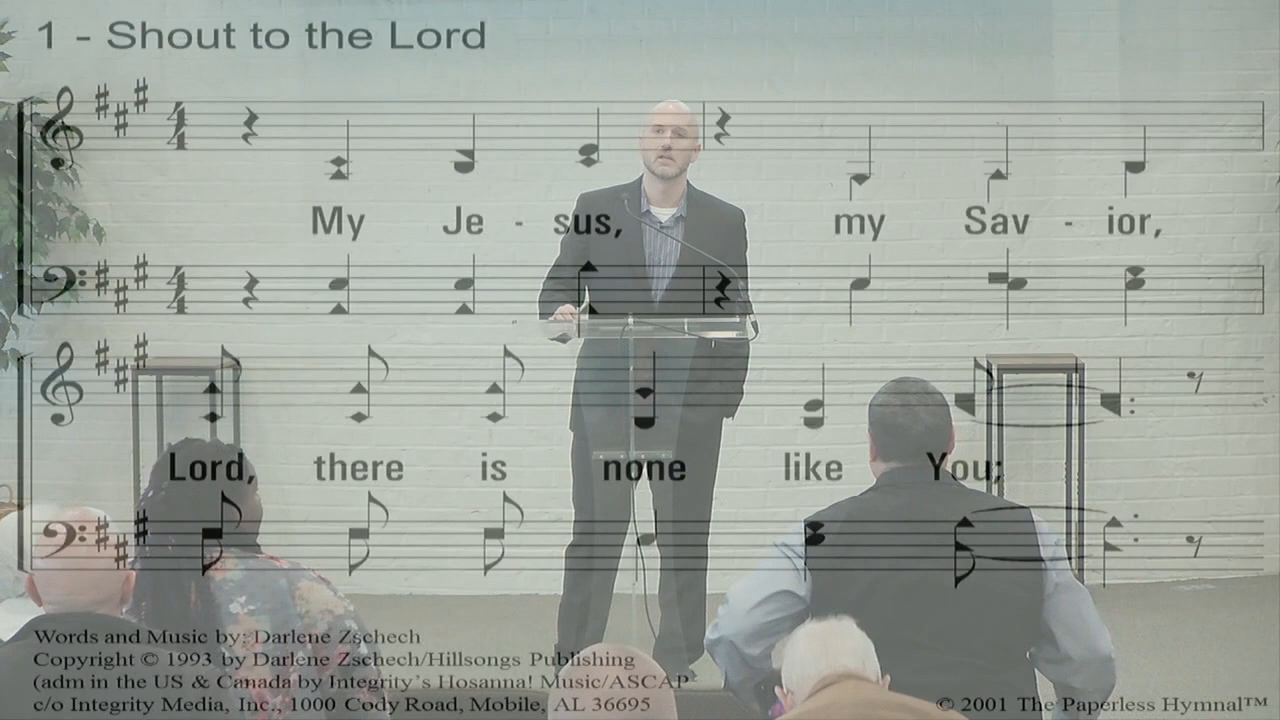 1 - Shout to the Lord
My Je - sus, my Sav - ior,
Lord, there is none like You;
Words and Music by: Darlene Zschech
Copyright © 1993 by Darlene Zschech/Hillsongs Publishing
(adm in the US & Canada by Integrity's Hosanna! Music/ASCAP
c/o Integrity Media, Inc., 1000 Cody Road, Mobile, AL 36695
© 2001 The Paperless Hymnal™